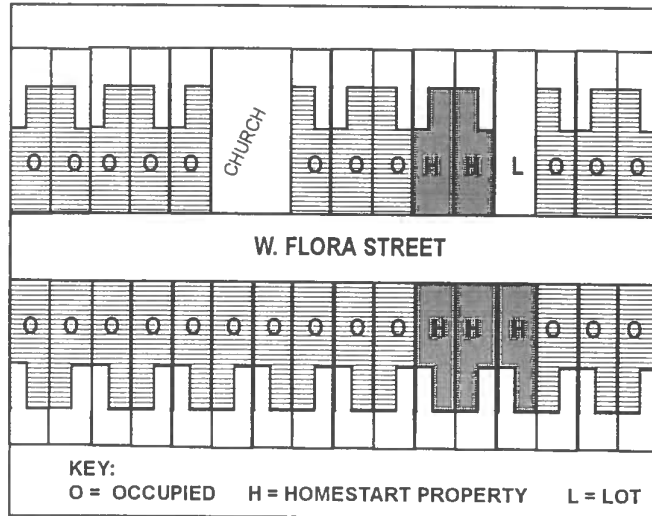 O O O O O CHURCH O O O H H L O O O
W. FLORA STREET
O O O O O O O O O O H H H O O O
KEY:
O = OCCUPIED H = HOMESTART PROPERTY L = LOT